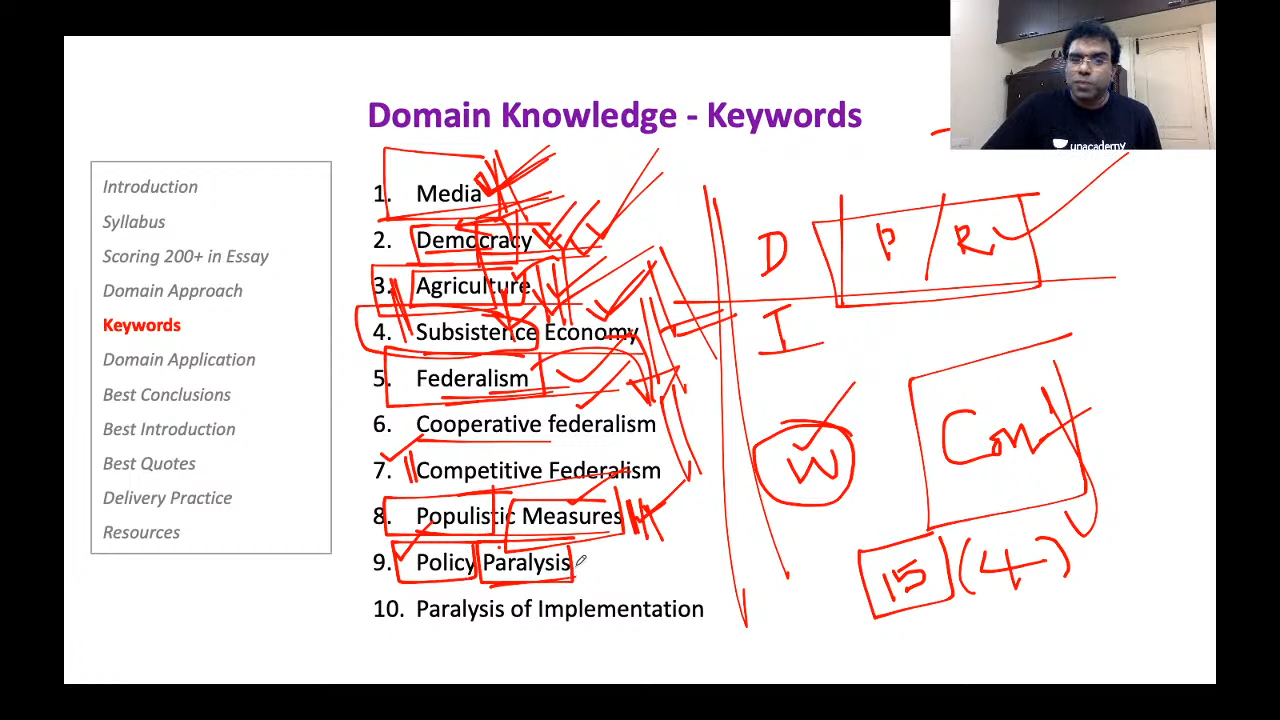 Domain Knowledge - Keywords
Introduction
Syllabus
Scoring 200+ in Essay
Domain Approach
Keywords
Domain Application
Best Conclusions
Best Introduction
Best Quotes
Delivery Practice
Resources
1. Media
2. Democracy
3. Agriculture
4. Subsistence Economy
5. Federalism
6. Cooperative federalism
7. Competitive Federalism
8. Populistic Measures
9. Policy Paralysis
10. Paralysis of Implementation
D P R
I
W
Con
15 (4)
unacademy